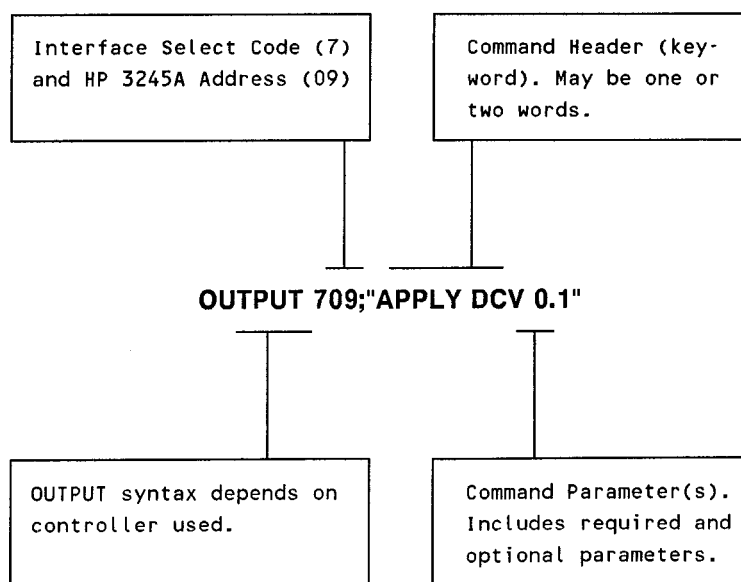 Interface Select Code (7)
and HP 3245A Address (09)
Command Header (key-
word). May be one or
two words.
OUTPUT 709;"APPLY DCV 0.1"
OUTPUT syntax depends on
controller used.
Command Parameter(s).
Includes required and
optional parameters.